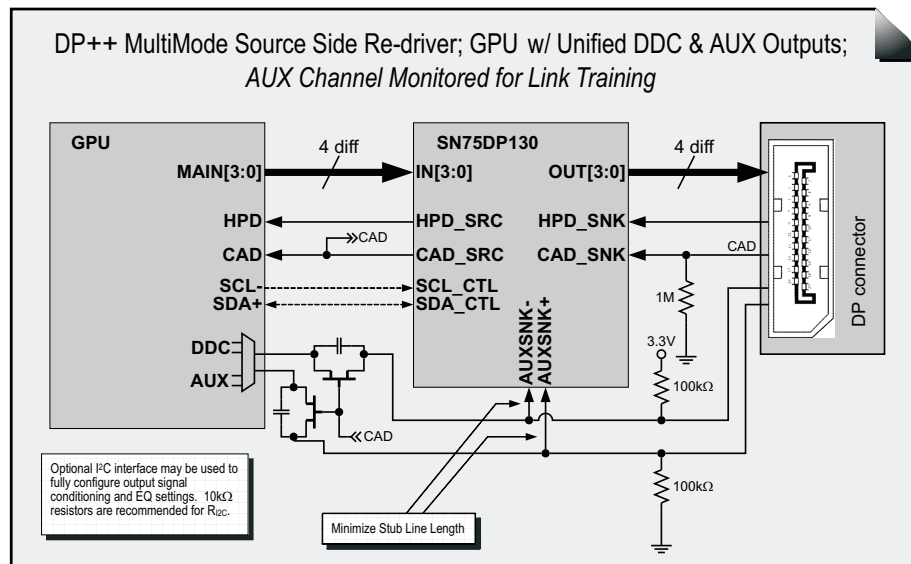 DP++ MultiMode Source Side Re-driver; GPU w/ Unified DDC & AUX Outputs;
AUX Channel Monitored for Link Training
GPU
SN75DP130
MAIN[3:0]
4 diff
IN[3:0]
OUT[3:0]
4 diff
HPD
HPD_SRC
HPD_SNK
CAD
CAD
CAD_SRC
CAD_SNK
CAD
SCL-
SCL_CTL
SDA+
SDA_CTL
1M
DP connector
DDC
AUX
AUXSNK-
AUXSNK+
3.3V
100kΩ
CAD
100kΩ
Optional I²C interface may be used to
fully configure output signal
conditioning and EQ settings. 10kΩ
resistors are recommended for RI2C.
Minimize Stub Line Length